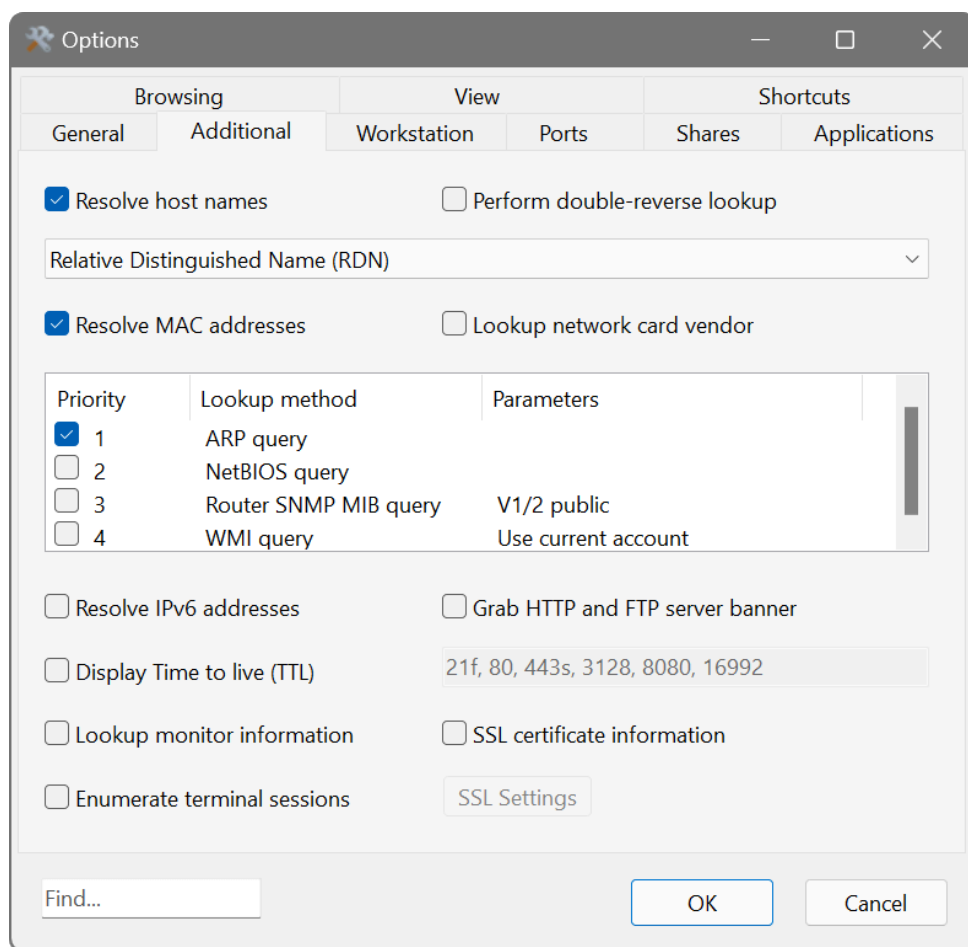 Options
Browsing View Shortcuts
General Additional Workstation Ports Shares Applications
Resolve host names Perform double-reverse lookup
Relative Distinguished Name (RDN)
Resolve MAC addresses Lookup network card vendor
Priority Lookup method Parameters
1 ARP query
2 NetBIOS query
3 Router SNMP MIB query V1/2 public
4 WMI query Use current account
Resolve IPv6 addresses Grab HTTP and FTP server banner
Display Time to live (TTL) 21f, 80, 443s, 3128, 8080, 16992
Lookup monitor information SSL certificate information
Enumerate terminal sessions SSL Settings
Find... OK Cancel